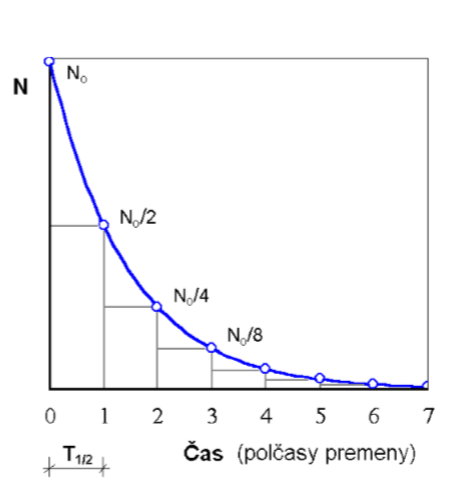 N₀
N
N₀/2
N₀/4
N₀/8
0 1 2 3 4 5 6 7
T1/2
Čas (polčasy premeny)